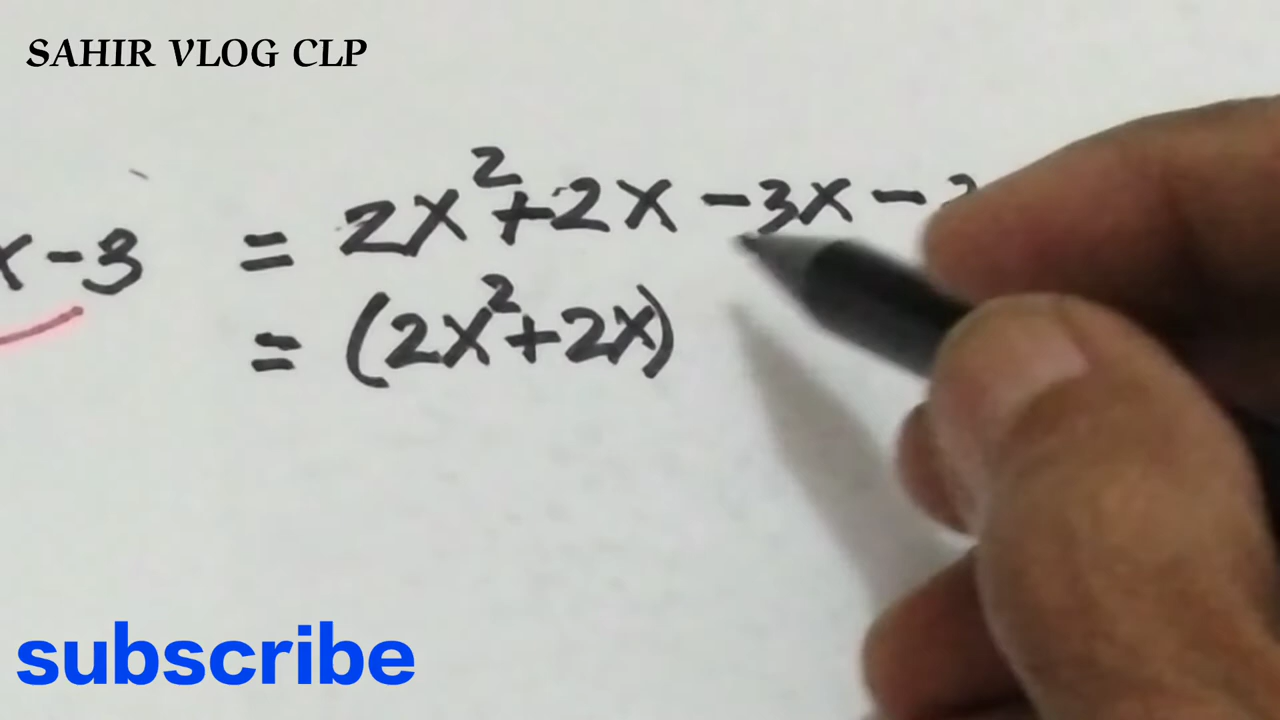 SAHIR VLOG CLP
x-3 = 2x²+2x -3x -
= (2x²+2x)
subscribe